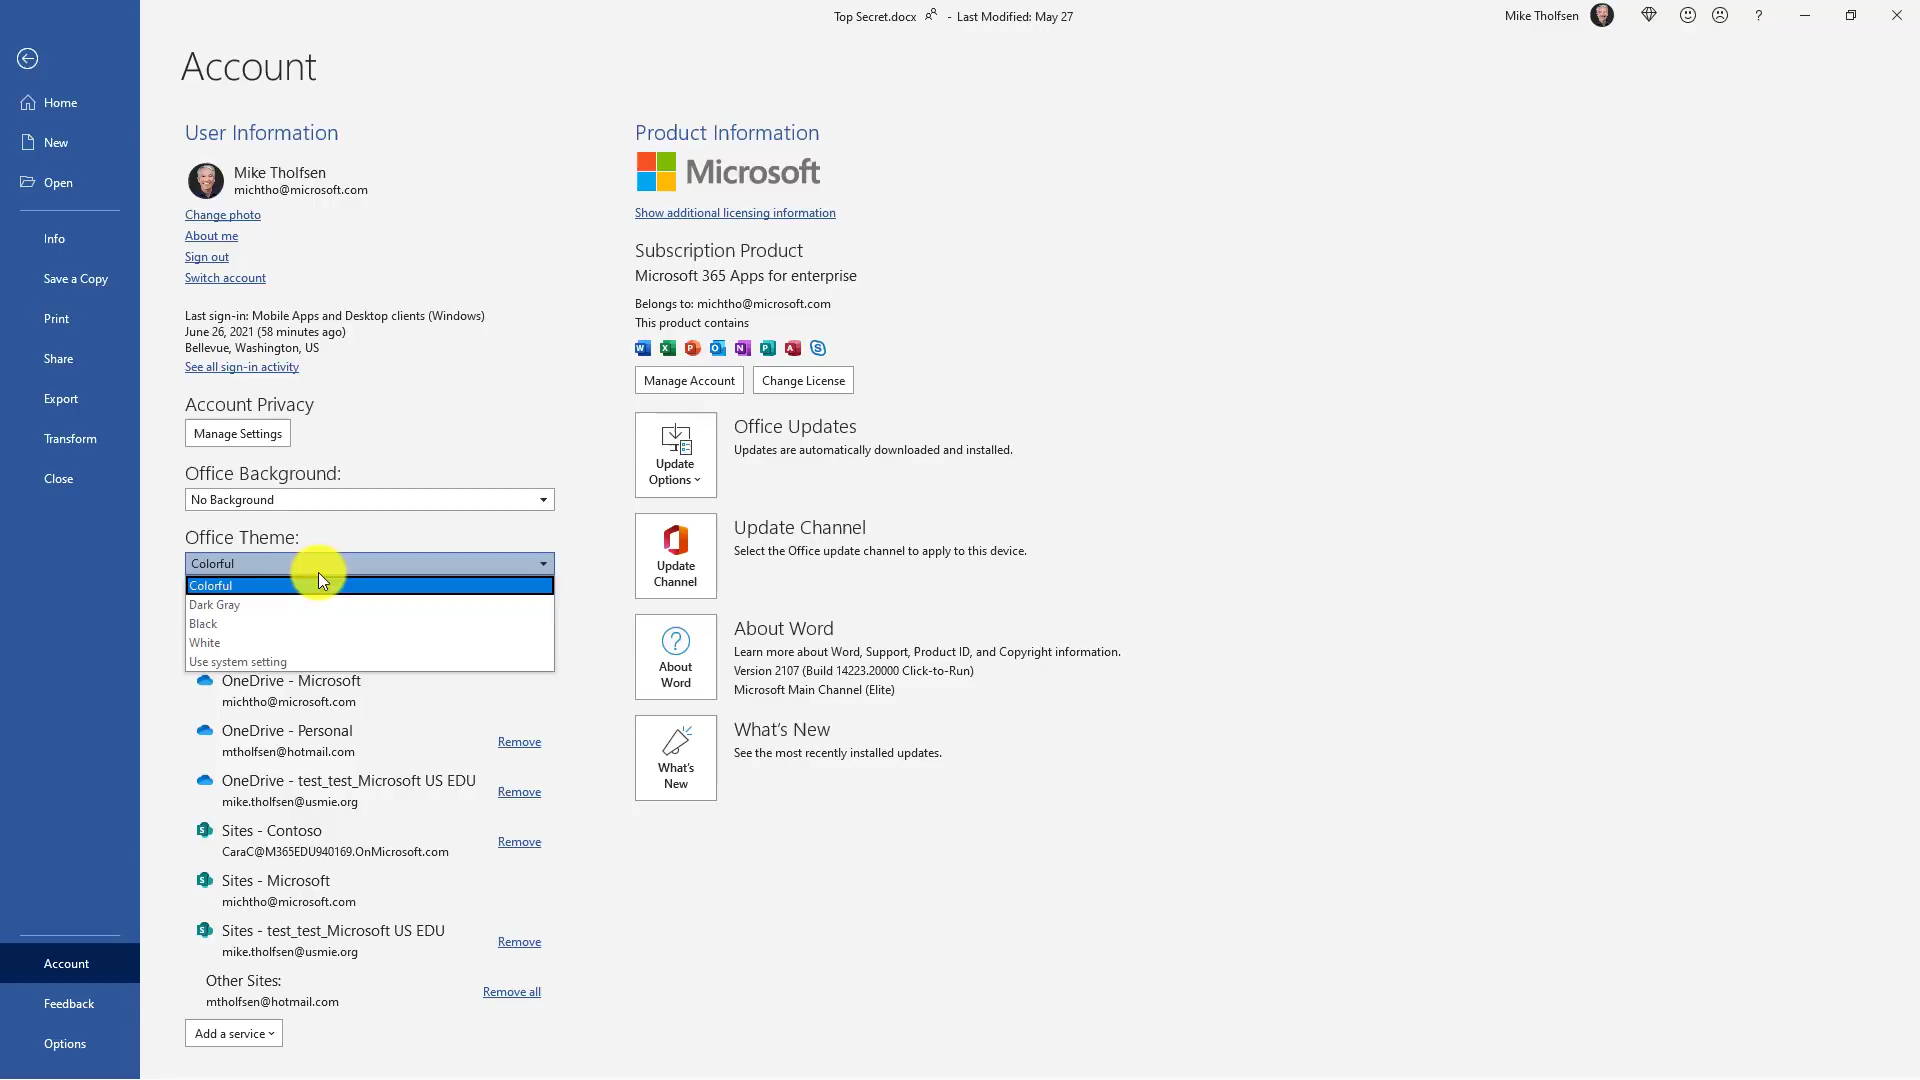 Top Secret.docx - Last Modified: May 27
Mike Tholfsen
?
Account
Home
New
Open
Info
Save a Copy
Print
Share
Export
Transform
Close
Account
Feedback
Options
User Information
Mike Tholfsen
michtho@microsoft.com
Change photo
About me
Sign out
Switch account
Last sign-in: Mobile Apps and Desktop clients (Windows)
June 26, 2021 (58 minutes ago)
Bellevue, Washington, US
See all sign-in activity
Account Privacy
Manage Settings
Office Background:
No Background
Office Theme:
Colorful
Colorful
Dark Gray
Black
White
Use system setting
OneDrive - Microsoft
michtho@microsoft.com
OneDrive - Personal
mtholfsen@hotmail.com
Remove
OneDrive - test_test_Microsoft US EDU
mike.tholfsen@usmie.org
Remove
Sites - Contoso
CaraC@M365EDU940169.OnMicrosoft.com
Remove
Sites - Microsoft
michtho@microsoft.com
Sites - test_test_Microsoft US EDU
mike.tholfsen@usmie.org
Remove
Other Sites:
mtholfsen@hotmail.com
Remove all
Add a service
Product Information
Microsoft
Show additional licensing information
Subscription Product
Microsoft 365 Apps for enterprise
Belongs to: michtho@microsoft.com
This product contains
Manage Account
Change License
Update
Options
Office Updates
Updates are automatically downloaded and installed.
Update
Channel
Update Channel
Select the Office update channel to apply to this device.
About
Word
About Word
Learn more about Word, Support, Product ID, and Copyright information.
Version 2107 (Build 14223.20000 Click-to-Run)
Microsoft Main Channel (Elite)
What's
New
What's New
See the most recently installed updates.